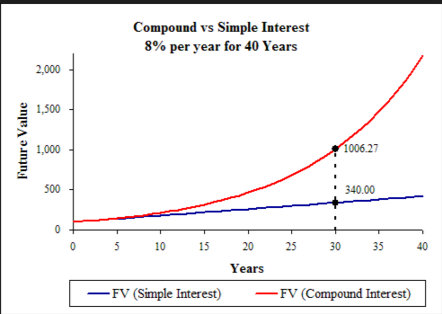 Compound vs Simple Interest
8% per year for 40 Years
Future Value
2,000
1,500
1,000
500
0
1006.27
340.00
0 5 10 15 20 25 30 35 40
Years
FV (Simple Interest) FV (Compound Interest)